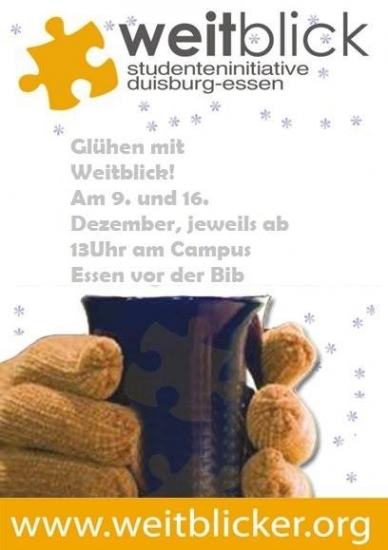 weitblick
studenteninitiative
duisburg-essen
Glühen mit
Weitblick!
Am 9. und 16.
Dezember, jeweils ab
13Uhr am Campus
Essen vor der Bib
www.weitblicker.org